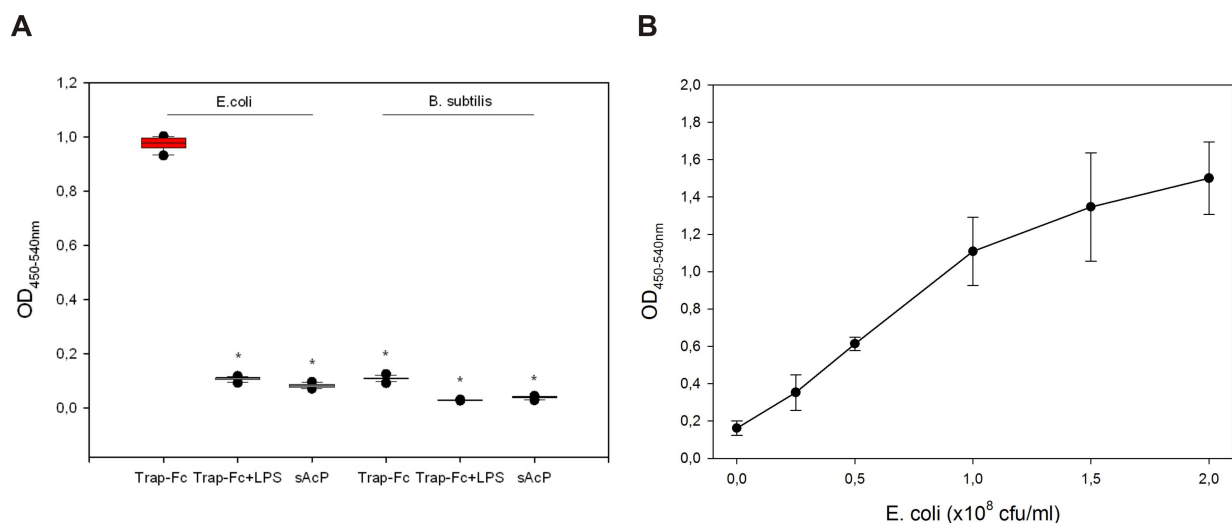 A
B
E.coli
B. subtilis
1,2
1,0
0,8
0,6
0,4
0,2
0,0
OD450-540nm
*
*
*
*
*
Trap-Fc Trap-Fc+LPS sAcP Trap-Fc Trap-Fc+LPS sAcP
2,0
1,8
1,6
1,4
1,2
1,0
0,8
0,6
0,4
0,2
0,0
OD450-540nm
0,0 0,5 1,0 1,5 2,0
E. coli (x10⁸ cfu/ml)